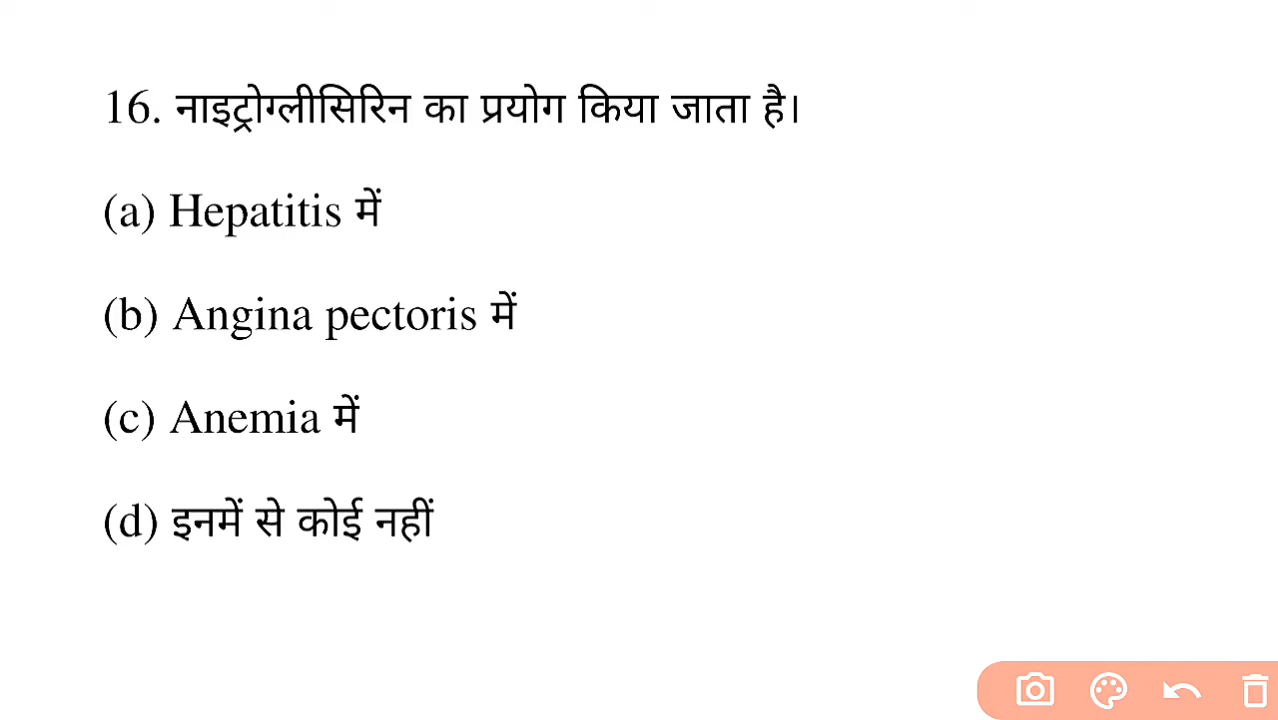 16. नाइट्रोग्लीसिरिन का प्रयोग किया जाता है।
(a) Hepatitis में
(b) Angina pectoris में
(c) Anemia में
(d) इनमें से कोई नहीं